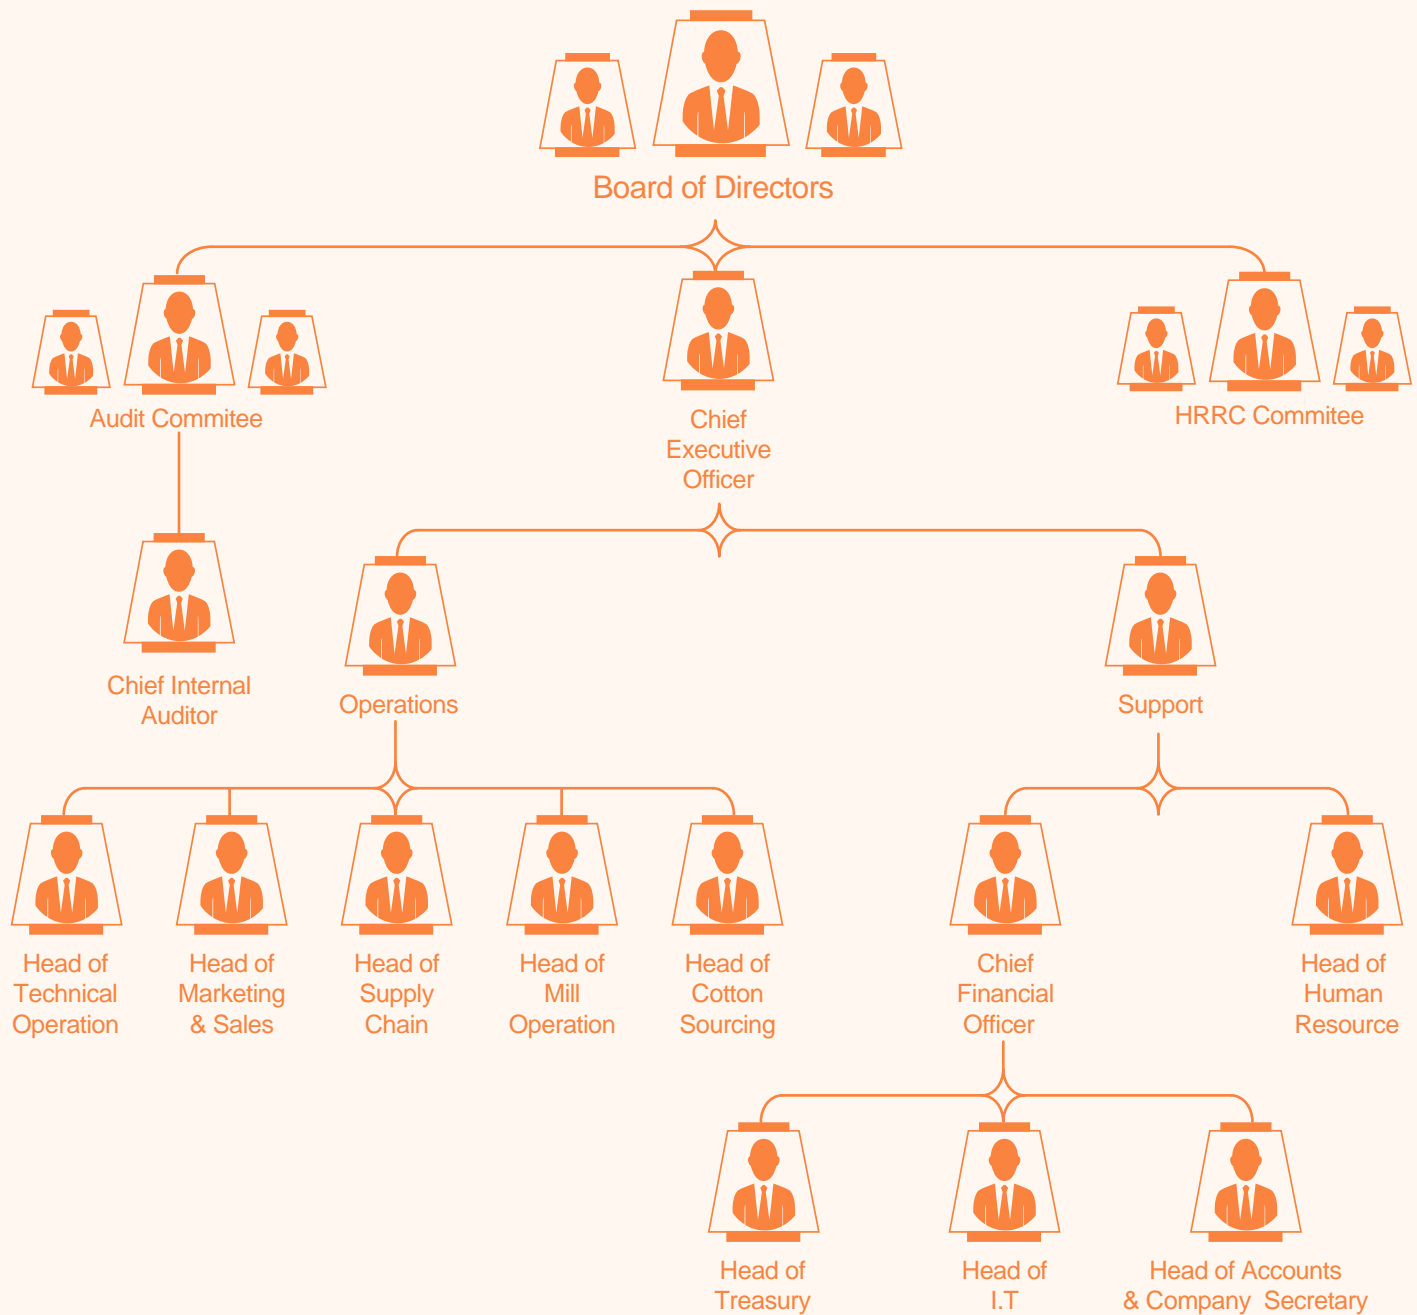 Board of Directors
Audit Commitee
Chief
Executive
Officer
HRRC Commitee
Chief Internal
Auditor
Operations
Support
Head of
Technical
Operation
Head of
Marketing
& Sales
Head of
Supply
Chain
Head of
Mill
Operation
Head of
Cotton
Sourcing
Chief
Financial
Officer
Head of
Human
Resource
Head of
Treasury
Head of
I.T
Head of Accounts
& Company Secretary